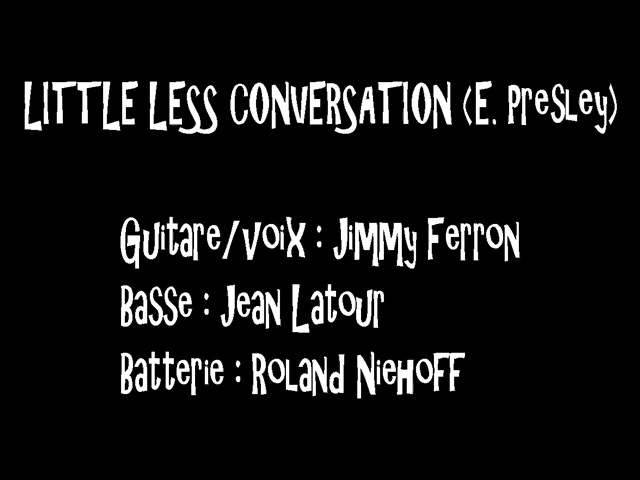 LITTLE LESS CONVERSATION (E. PresLey)
Guitare/voix : Jimmy Ferron
Basse : Jean Latour
Batterie : Roland Niehoff